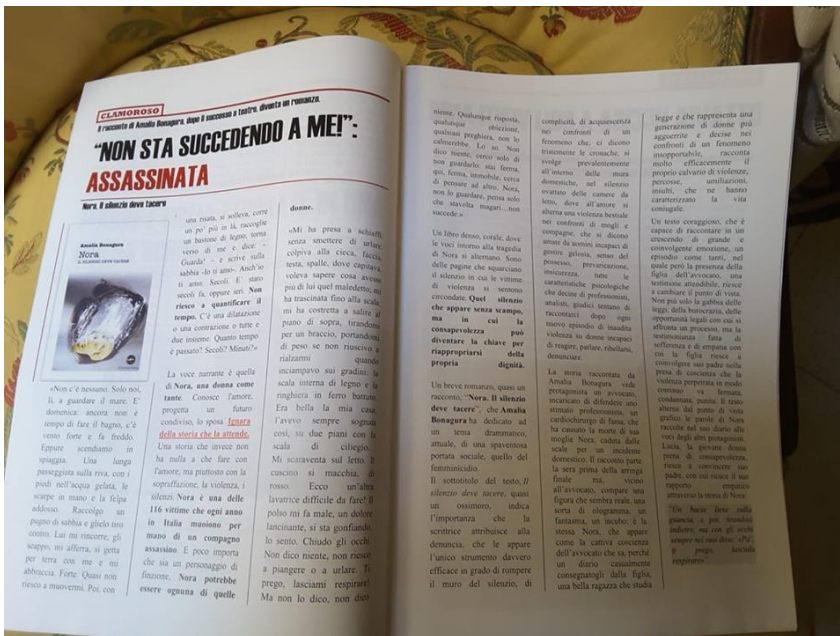 CLAMOROSO
Il racconto di Amalia Bonagura, dopo il successo a teatro, diventa un romanzo.
"NON STA SUCCEDENDO A ME!":
ASSASSINATA
Nora. Il silenzio deve tacere
Amalia Bonagura
Nora
IL SILENZIO DEVE TACERE
«Non c'è nessuno. Solo noi,
lì, a guardare il mare. E'
domenica: ancora non è
tempo di fare il bagno, c'è
vento forte e fa freddo.
Eppure scendiamo in
spiaggia. Una lunga
passeggiata sulla riva, con i
piedi nell'acqua gelata, le
scarpe in mano e la felpa
addosso. Raccolgo un
pugno di sabbia e glielo tiro
contro. Lui mi rincorre, gli
scappo, mi afferra, si getta
per terra con me e mi
abbraccia. Forte. Quasi non
riesco a muovermi. Poi, con
una risata, si solleva, corre
un po' più in là, raccoglie
un bastone di legno, torna
verso di me e dice: -
Guarda! – e scrive sulla
sabbia -Io ti amo-. Anch'io
ti amo. Secoli. E' stato
secoli fa, oppure ieri. Non
riesco a quantificare il
tempo. C'è una dilatazione
o una contrazione o tutte e
due insieme. Quanto tempo
è passato? Secoli? Minuti?»
La voce narrante è quella
di Nora, una donna come
tante. Conosce l'amore,
progetta un futuro
condiviso, lo sposa. Ignara
della storia che la attende.
Una storia che invece non
ha nulla a che fare con
l'amore, ma piuttosto con la
sopraffazione, la violenza, i
silenzi. Nora è una delle
116 vittime che ogni anno
in Italia muoiono per
mano di un compagno
assassino. E poco importa
che sia un personaggio di
finzione, Nora potrebbe
essere ognuna di quelle
donne.
«Mi ha presa a schiaffi,
senza smettere di urlare,
colpiva alla cieca, faccia,
testa, spalle, dove capitava,
voleva sapere cosa avesse
più di lui quel maledetto, mi
ha trascinata fino alla scala,
mi ha costretta a salire al
piano di sopra, tirandomi
per un braccio, portandomi
di peso se non riuscivo a
rialzarmi quando
inciampavo sui gradini: la
scala interna di legno e la
ringhiera in ferro battuto.
Era bella la mia casa,
l'avevo sempre sognata
così, su due piani con la
scala di ciliegio.
Mi scaraventa sul letto. Il
cuscino si macchia, di
rosso. Ecco un'altra
lavatrice difficile da fare! Il
polso mi fa male, un dolore
lancinante, si sta gonfiando,
lo sento. Chiudo gli occhi.
Non dico niente, non riesco
a piangere o a urlare. Ti
prego, lasciami respirare!
Ma non lo dico, non dico
niente. Qualunque risposta,
qualunque obiezione,
qualsiasi preghiera, non lo
calmerebbe. Lo so. Non
dico niente, cerco solo di
non guardarlo: stai ferma,
qui, ferma, immobile, cerca
di pensare ad altro. Nora,
non lo guardare, pensa solo
che stavolta magari…non
succede.»
Un libro denso, corale, dove
le voci intorno alla tragedia
di Nora si alternano. Sono
delle pagine che squarciano
il silenzio in cui le vittime
di violenza si sentono
circondate. Quel silenzio
che appare senza scampo,
ma in cui la
consapevolezza può
diventare la chiave per
riappropriarsi della
propria dignità.
Un breve romanzo, quasi un
racconto, "Nora. Il silenzio
deve tacere", che Amalia
Bonagura ha dedicato ad
un tema drammatico,
attuale, di una spaventosa
portata sociale, quello del
femminicidio
Il sottotitolo del testo, Il
silenzio deve tacere, quasi
un ossimoro, indica
l'importanza che la
scrittrice attribuisce alla
denuncia, che le appare
l'unico strumento davvero
efficace in grado di rompere
il muro del silenzio, di
complicità, di acquiescenza
nei confronti di un
fenomeno che, ci dicono
tristemente le cronache, si
svolge prevalentemente
all'interno delle mura
domestiche, nel silenzio
ovattato delle camere da
letto, dove all'amore si
alterna una violenza bestiale
nei confronti di mogli e
compagne, che si dicono
amate da uomini incapaci di
gestire gelosia, senso del
possesso, prevaricazione,
insicurezza, tutte le
caratteristiche psicologiche
che decine di professionisti,
analisti, giudici tentano di
raccontarci dopo ogni
nuovo episodio di inaudita
violenza su donne incapaci
di reagire, parlare, ribellarsi,
denunciare.
La storia raccontata da
Amalia Bonagura vede
protagonista un avvocato,
incaricato di difendere uno
stimato professionista, un
cardiochirurgo di fama, che
ha causato la morte di sua
moglie Nora, caduta dalle
scale per un incidente
domestico. Il racconto parte
la sera prima della arringa
finale ma, vicino
all'avvocato, compare una
figura che sembra reale, una
sorta di ologramma, un
fantasma, un incubo: è la
stessa Nora, che appare
come la cattiva coscienza
dell'avvocato che sa, perché
un diario casualmente
consegnatogli dalla figlia,
una bella ragazza che studia
legge e che rappresenta una
generazione di donne più
agguerrite e decise nei
confronti di un fenomeno
insopportabile, racconta
molto efficacemente il
proprio calvario di violenze,
percosse, umiliazioni,
insulti, che ne hanno
caratterizzato la vita
coniugale.
Un testo coraggioso, che è
capace di raccontare in un
crescendo di grande e
coinvolgente emozione, un
episodio come tanti, nel
quale però la presenza della
figlia dell'avvocato, una
testimone attendibile, riesce
a cambiare il punto di vista.
Non più solo la gabbia delle
leggi, della burocrazia, delle
opportunità legali con cui si
affronta un processo, ma la
testimonianza fatta di
sofferenza e di empatia con
cui la figlia riesce a
coinvolgere suo padre nella
presa di coscienza che la
violenza perpetrata in modo
continuo va fermata,
condannata, punita. Il testo
alterna dal punto di vista
grafico le parole di Nora
raccolte nel suo diario alle
voci degli altri protagonisti.
Lucia, la giovane donna
piena di consapevolezza,
riesce a convincere suo
padre, con cui riesce il suo
rapporto empatico
attraverso la storia di Nora:
"Un bacio lieve sulla
guancia, e poi, tirandosi
indietro, ma con gli occhi
sempre nei suoi dice: «Pa',
ti prego, lasciala
respirare»".